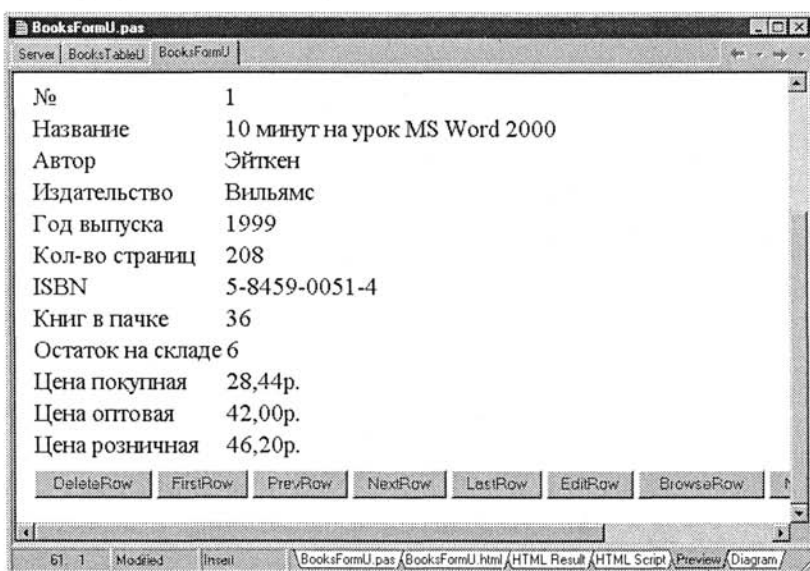 BooksFormU.pas
Server BooksTableU BooksFormU
№ 1
Название 10 минут на урок MS Word 2000
Автор Эйткен
Издательство Вильямс
Год выпуска 1999
Кол-во страниц 208
ISBN 5-8459-0051-4
Книг в пачке 36
Остаток на складе 6
Цена покупная 28,44р.
Цена оптовая 42,00р.
Цена розничная 46,20р.
DeleteRow FirstRow PrevRow NextRow LastRow EditRow BrowseRow
61: 1 Modified Insert BooksFormU.pas BooksFormU.html HTML Result HTML Script Preview Diagram